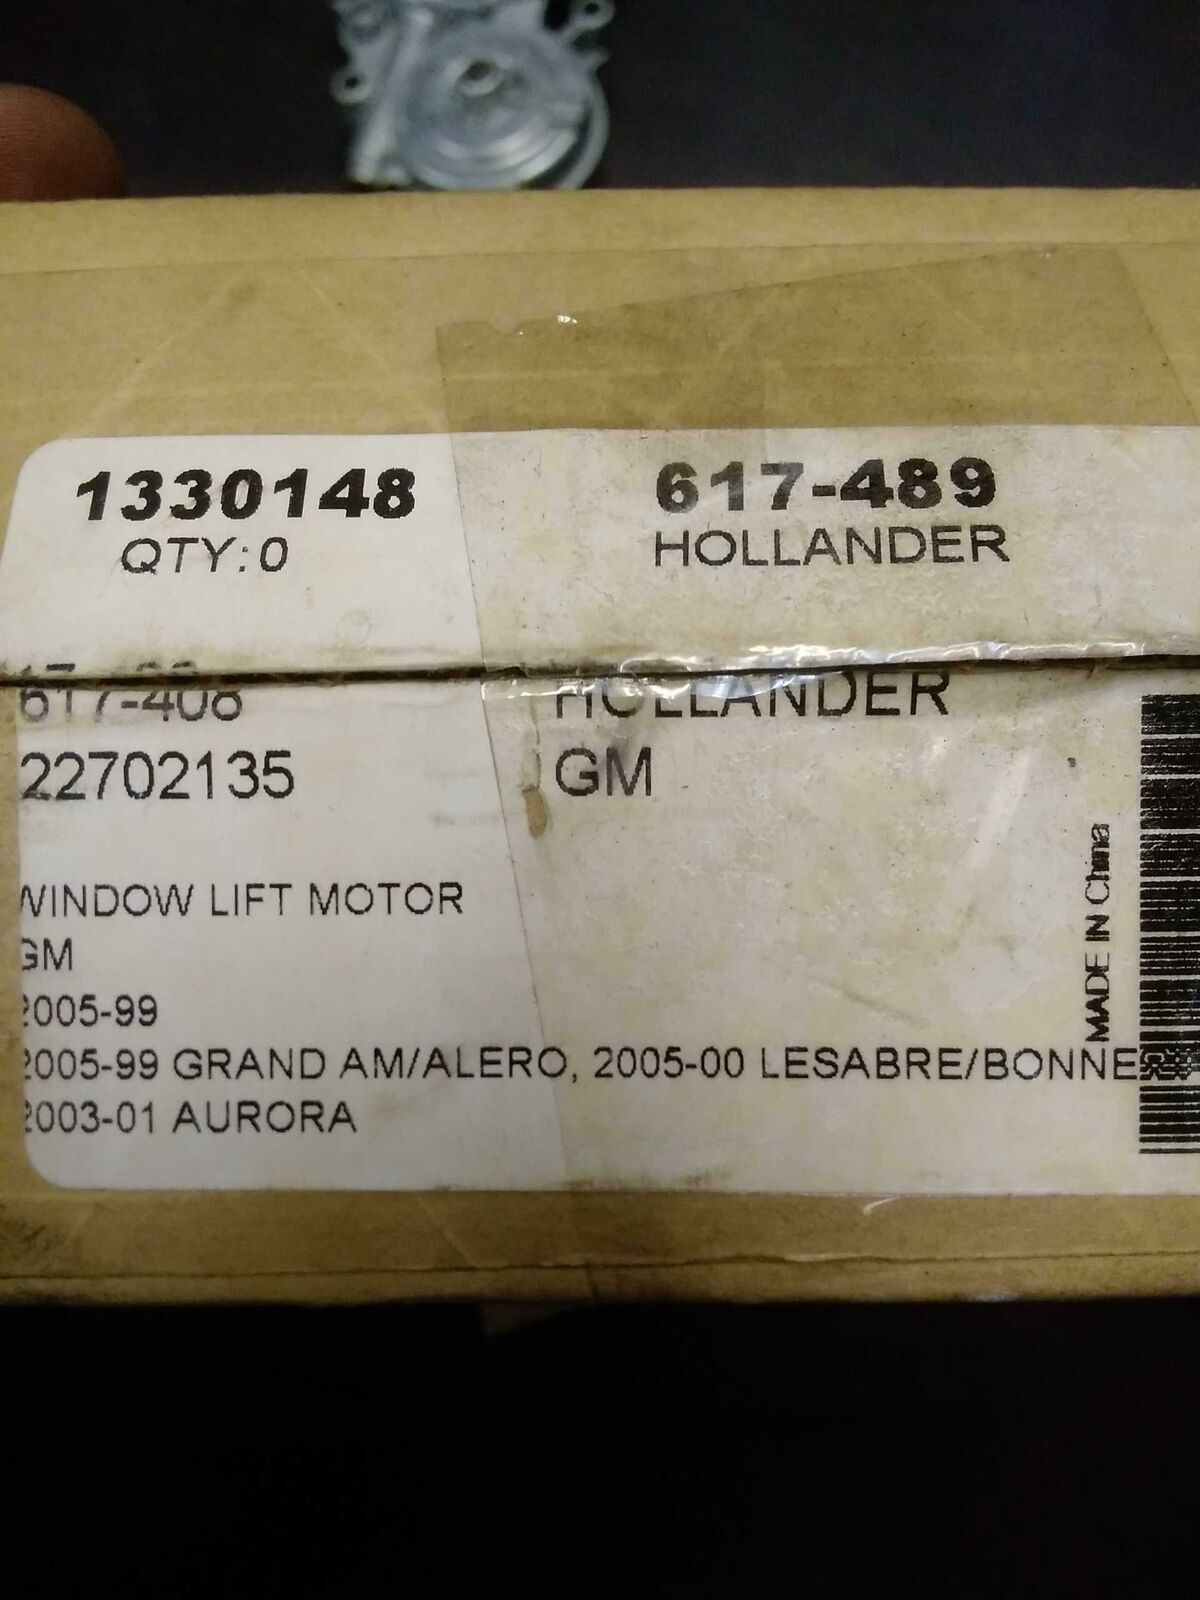 1330148 617-489
QTY:0 HOLLANDER
617-408 HOLLANDER
22702135 GM
WINDOW LIFT MOTOR
GM
2005-99
2005-99 GRAND AM/ALERO, 2005-00 LESABRE/BONNE
2003-01 AURORA
MADE IN China